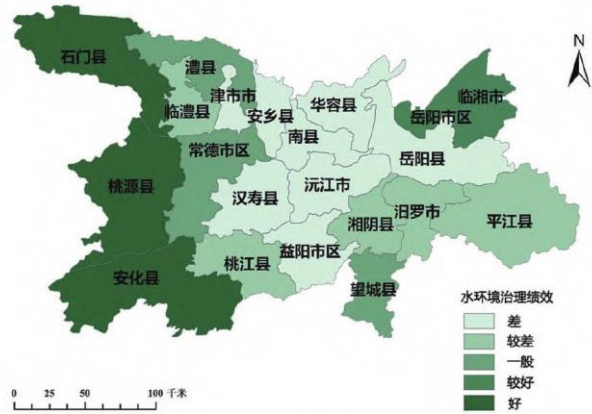 N
石门县
澧县
临澧县
津市市
安乡县
华容县
南县
临湘市
岳阳市区
岳阳县
常德市区
桃源县
汉寿县
沅江市
湘阴县
汨罗市
平江县
安化县
桃江县
益阳市区
望城县
水环境治理绩效
差
较差
一般
较好
好
0 25 50 100 千米